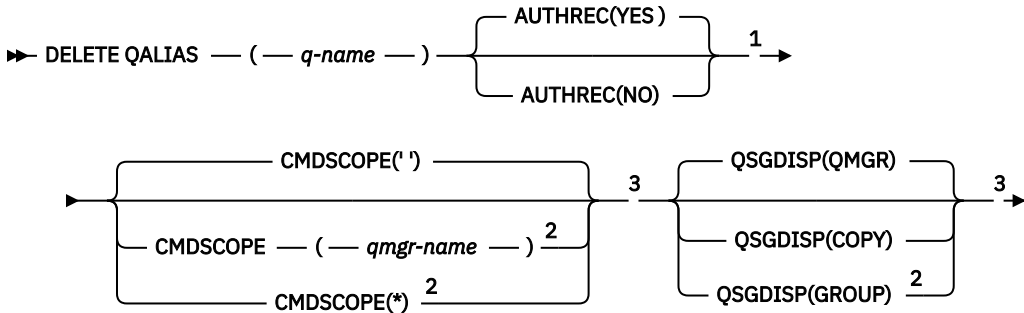 AUTHREC(YES )
DELETE QALIAS ( q-name ) 1
AUTHREC(NO)
CMDSCOPE(' ') QSGDISP(QMGR)
3 3
CMDSCOPE ( qmgr-name ) 2 QSGDISP(COPY)
CMDSCOPE(*) 2 QSGDISP(GROUP) 2